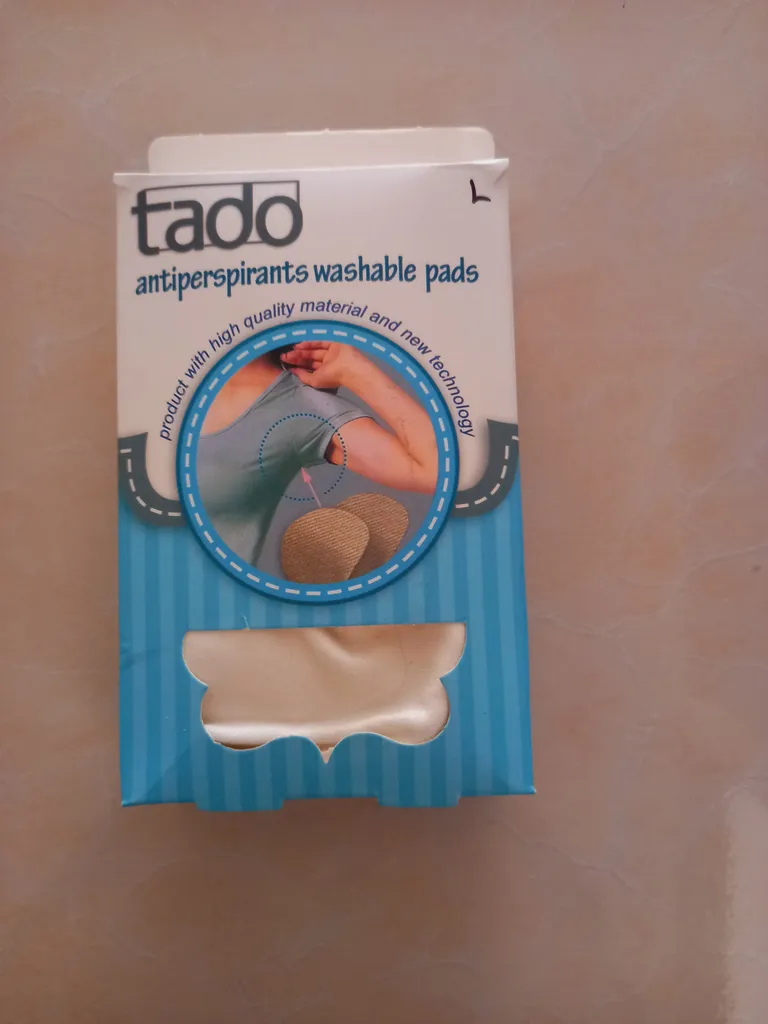 tado
L
antiperspirants washable pads
product with high quality material and new technology